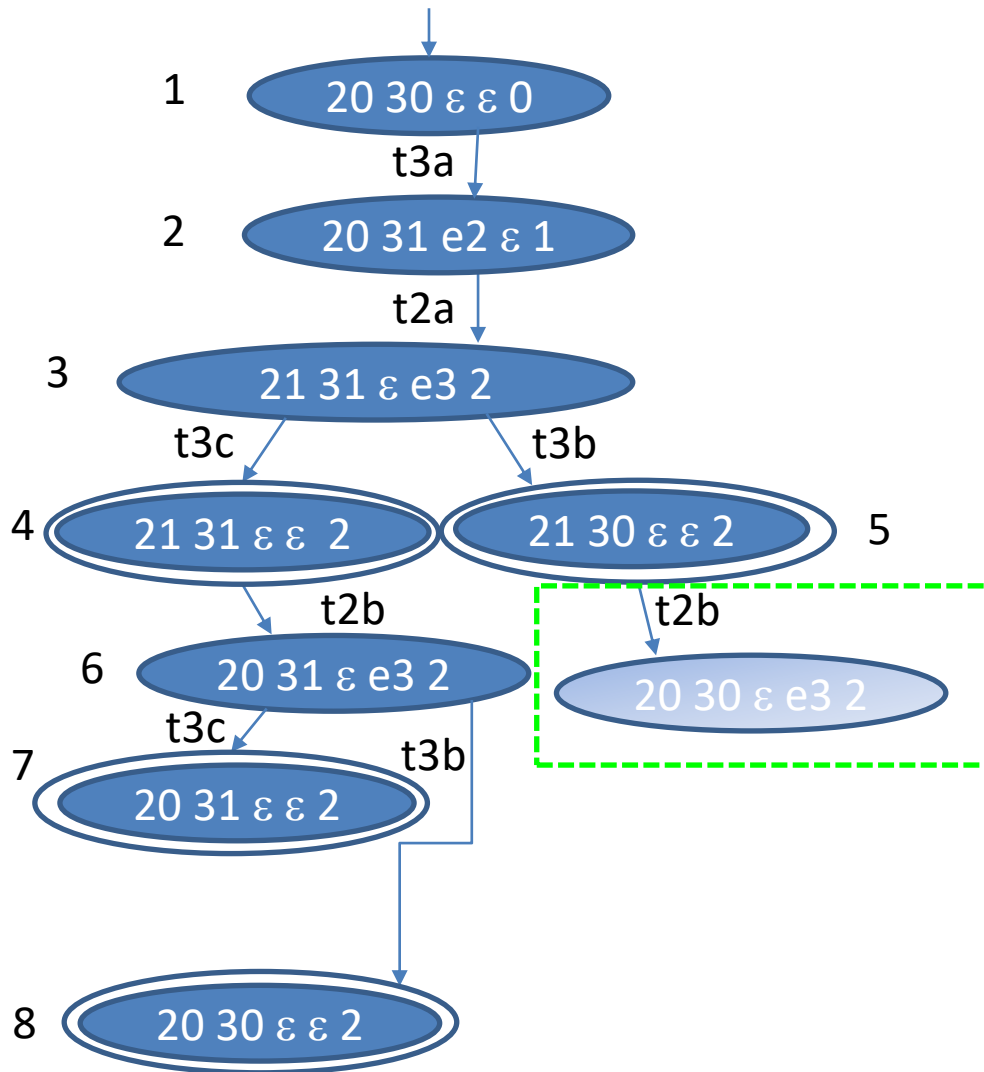 1
20 30 ε ε 0
t3a
2
20 31 e2 ε 1
t2a
3
21 31 ε e3 2
t3c
t3b
4
21 31 ε ε 2
21 30 ε ε 2
5
t2b
t2b
6
20 31 ε e3 2
20 30 ε e3 2
t3c
t3b
7
20 31 ε ε 2
8
20 30 ε ε 2